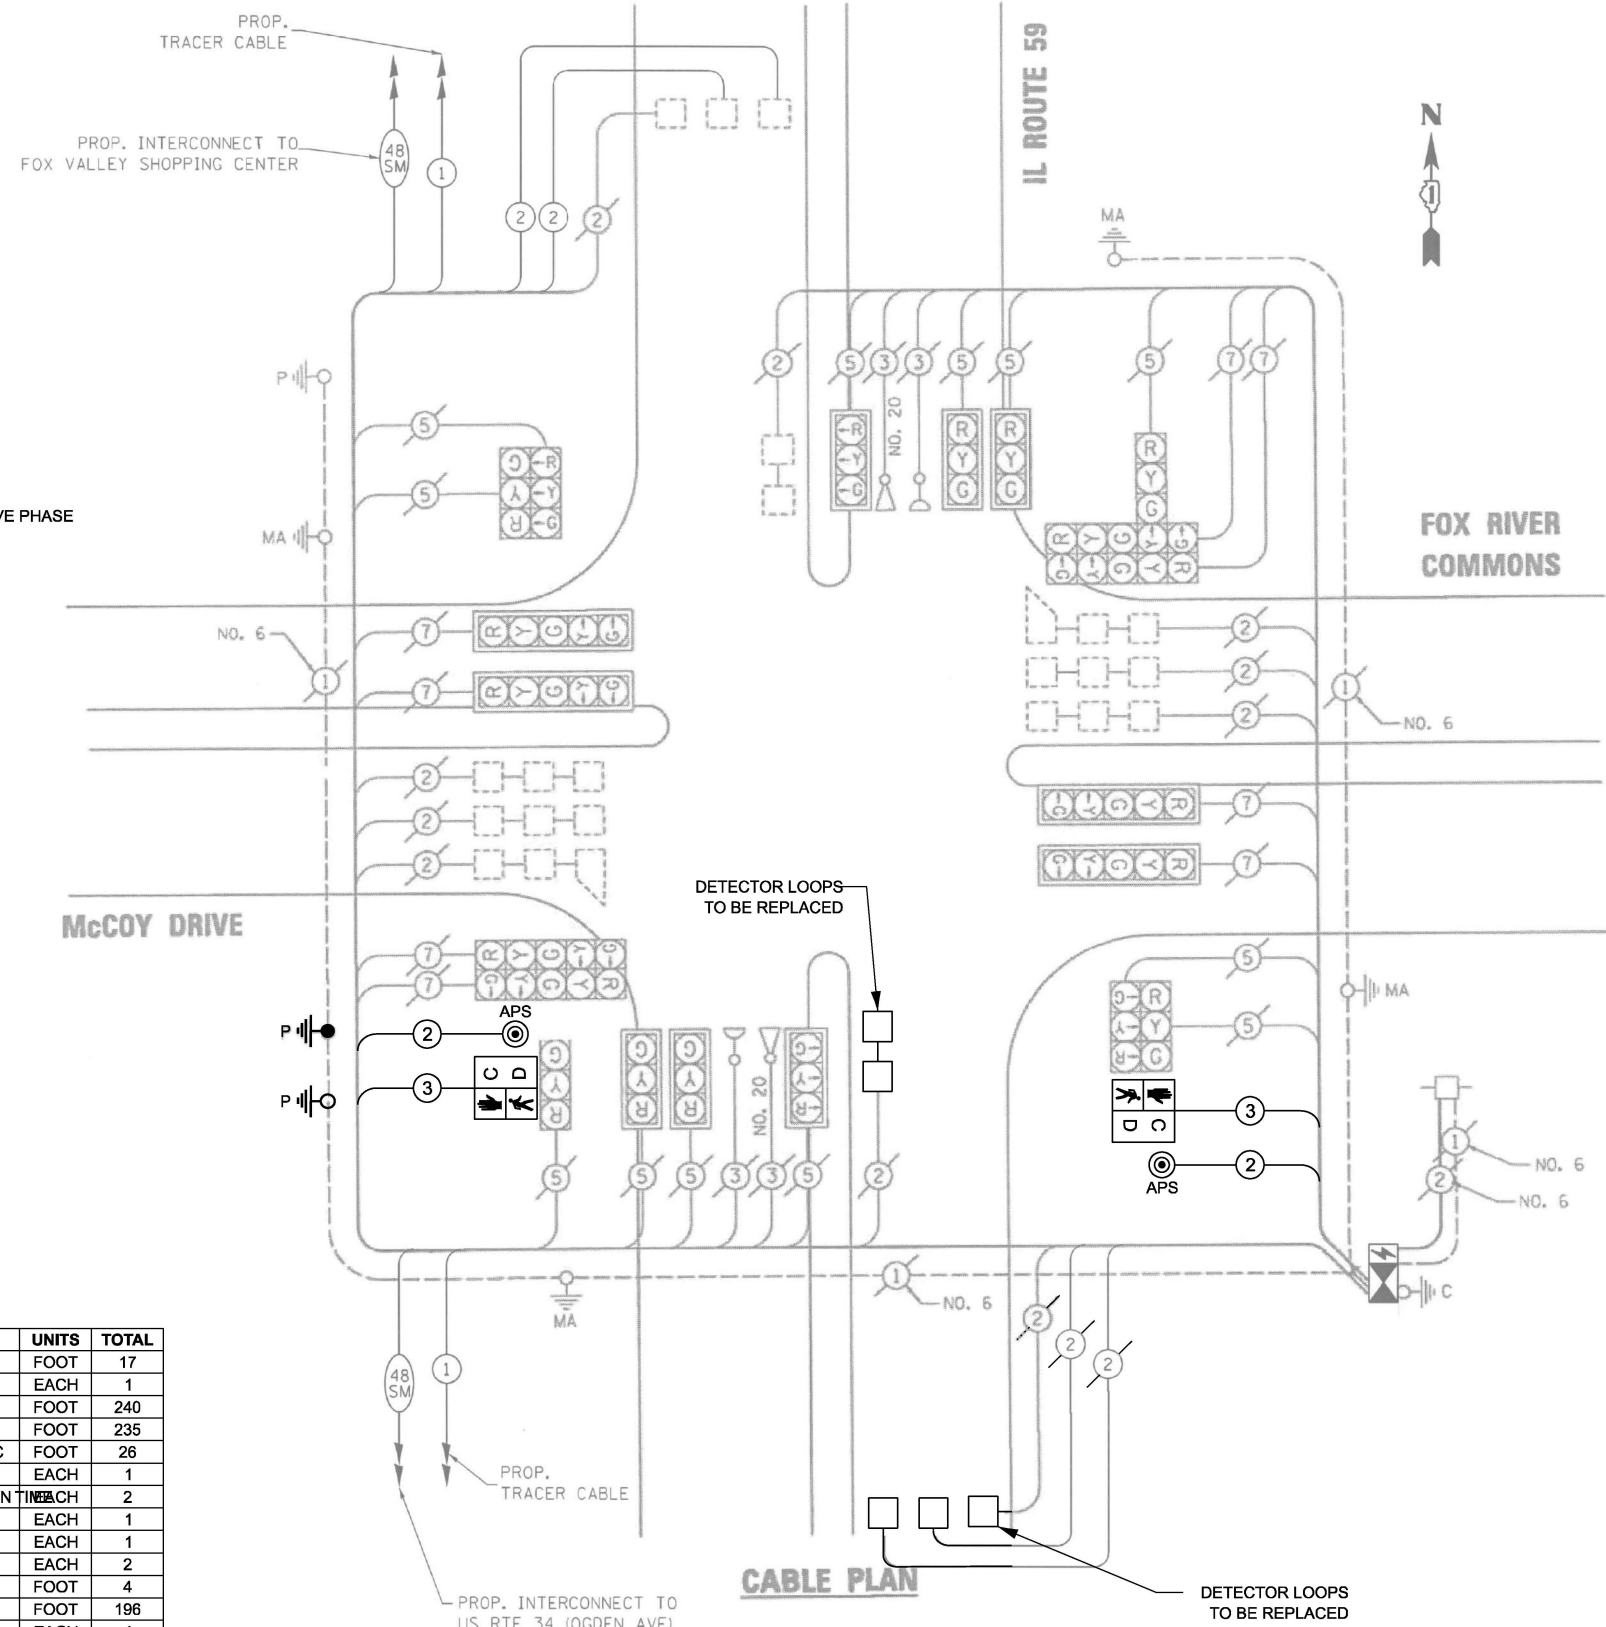 PROP.
TRACER CABLE
PROP. INTERCONNECT TO
FOX VALLEY SHOPPING CENTER
48
SM
1
2
2
2
IL ROUTE 59
N
1
MA
P
5
5
MA
G
←R
Y
←Y
R
←G
VE PHASE
2
5
3
3
5
5
5
7
7
NO. 20
←R
←Y
←G
R
Y
G
R
Y
G
R
Y
G
R Y G Y→ G→
←G ←Y G Y R
FOX RIVER
COMMONS
NO. 6
1
7
R Y G Y→ G→
7
R Y G Y→ G→
2
2
2
1
NO. 6
2
2
2
←G ←Y G Y R
7
←G ←Y G Y R
7
McCOY DRIVE
DETECTOR LOOPS
TO BE REPLACED
7
R Y G Y→ G→
7
←G ←Y G Y R
P
2
APS
P
3
C D
G
Y
R
G
Y
R
G
Y
R
NO. 20
G
Y
R
5
5
5
3
3
5
2
←G R
←Y Y
←R G
5
5
MA
D C
3
APS
2
1
NO. 6
2
NO. 6
C
MA
1
NO. 6
2
2
2
48
SM
1
PROP.
TRACER CABLE
PROP. INTERCONNECT TO
US RTE 34 (OGDEN AVE)
CABLE PLAN
DETECTOR LOOPS
TO BE REPLACED
UNITS TOTAL
FOOT 17
EACH 1
FOOT 240
FOOT 235
C FOOT 26
EACH 1
N TIME EACH 2
EACH 1
EACH 1
EACH 2
FOOT 4
FOOT 196